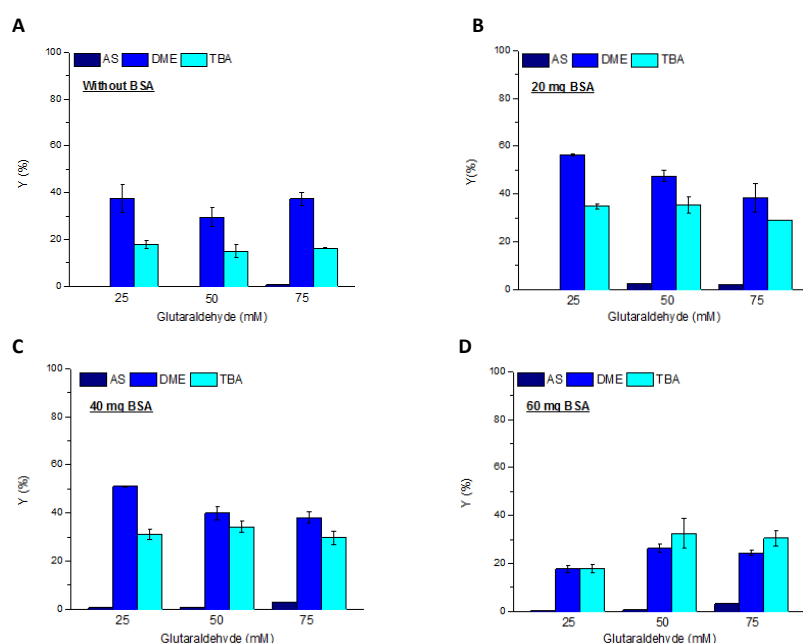 A
AS DME TBA
Without BSA
100
80
60
40
20
0
Y (%)
25 50 75
Glutaraldehyde (mM)
B
AS DME TBA
20 mg BSA
100
80
60
40
20
0
Y(%)
25 50 75
Glutaraldehyde (mM)
C
AS DME TBA
40 mg BSA
100
80
60
40
20
0
Y (%)
25 50 75
Glutaraldehyde (mM)
D
AS DME TBA
60 mg BSA
100
80
60
40
20
0
Y (%)
25 50 75
Glutaraldehyde (mM)